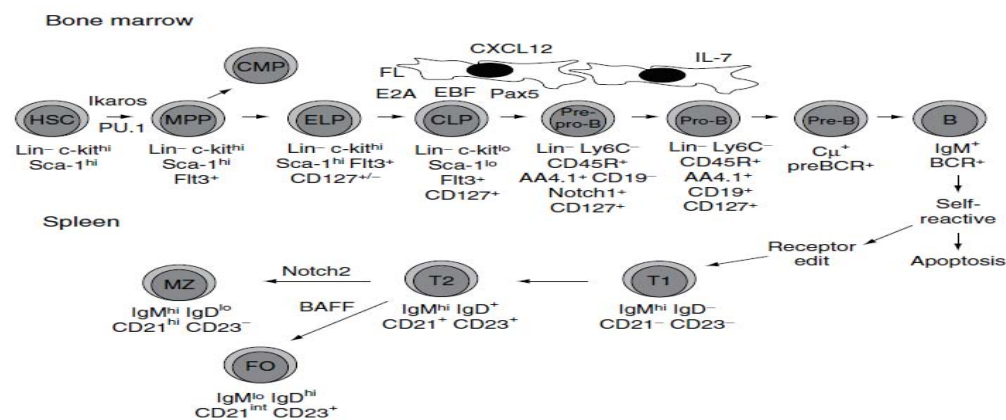 Bone marrow
CMP
CXCL12
IL-7
FL
E2A
EBF
Pax5
HSC
Ikaros
PU.1
MPP
ELP
CLP
Pre-
pro-B
Pro-B
Pre-B
B
Lin⁻ c-kitʰⁱ
Sca-1ʰⁱ
Lin⁻ c-kitʰⁱ
Sca-1ʰⁱ
Flt3⁺
Lin⁻ c-kitʰⁱ
Sca-1ʰⁱ Flt3⁺
CD127⁺/⁻
Lin⁻ c-kitˡᵒ
Sca-1ˡᵒ
Flt3⁺
CD127⁺
Lin⁻ Ly6C⁻
CD45R⁺
AA4.1⁺ CD19⁻
Notch1⁺
CD127⁺
Lin⁻ Ly6C⁻
CD45R⁺
AA4.1⁺
CD19⁺
CD127⁺
Cμ⁺
preBCR⁺
IgM⁺
BCR⁺
Self-
reactive
Apoptosis
Receptor
edit
Spleen
MZ
Notch2
T2
T1
BAFF
IgMʰⁱ IgDˡᵒ
CD21ʰⁱ CD23⁻
IgMʰⁱ IgD⁺
CD21⁺ CD23⁺
IgMʰⁱ IgD⁻
CD21⁻ CD23⁻
FO
IgMˡᵒ IgDʰⁱ
CD21ⁱⁿᵗ CD23⁺